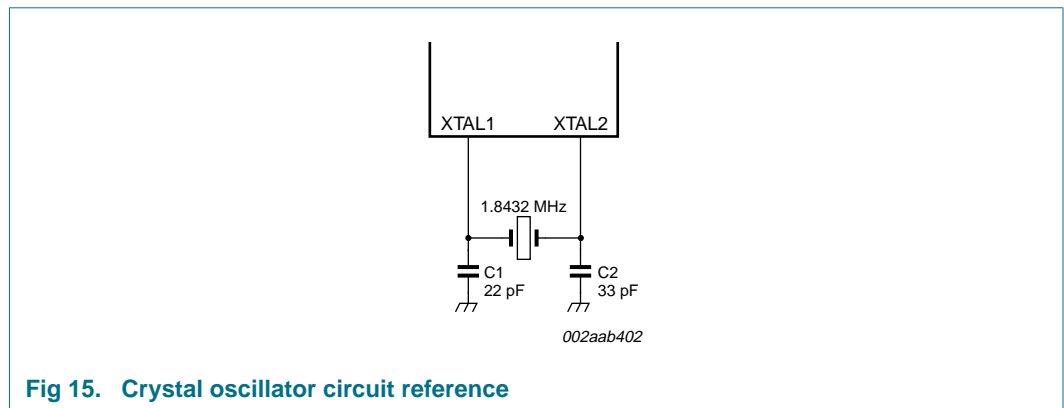 XTAL1 XTAL2
1.8432 MHz
C1
22 pF
C2
33 pF
002aab402
Fig 15. Crystal oscillator circuit reference